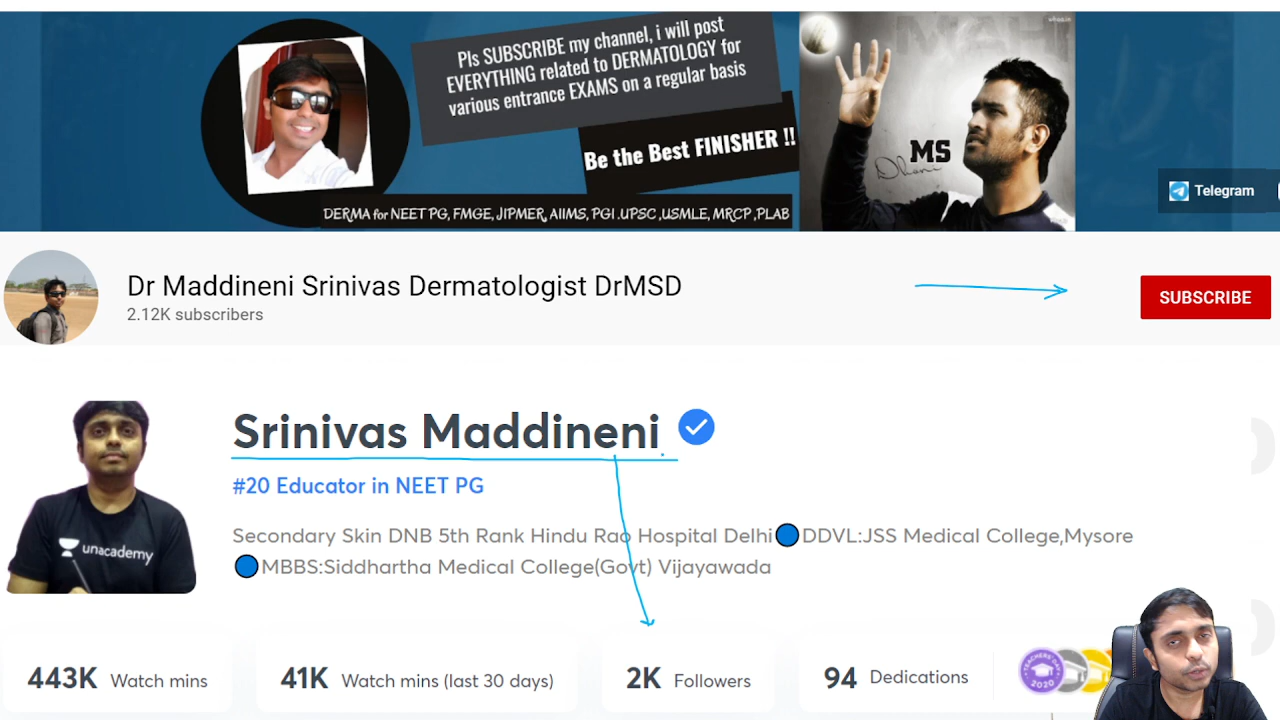 Pls SUBSCRIBE my channel, i will post
EVERYTHING related to DERMATOLOGY for
various entrance EXAMS on a regular basis
Be the Best FINISHER !!
DERMA for NEET PG, FMGE, JIPMER, AIIMS, PGI .UPSC ,USMLE, MRCP ,PLAB
MAHI
MS
Dhoni
Telegram
Dr Maddineni Srinivas Dermatologist DrMSD
2.12K subscribers
SUBSCRIBE
Srinivas Maddineni
#20 Educator in NEET PG
Secondary Skin DNB 5th Rank Hindu Rao Hospital Delhi🔵DDVL:JSS Medical College,Mysore
🔵MBBS:Siddhartha Medical College(Govt) Vijayawada
unacademy
443K Watch mins
41K Watch mins (last 30 days)
2K Followers
94 Dedications
TEACHERS' DAY
2020